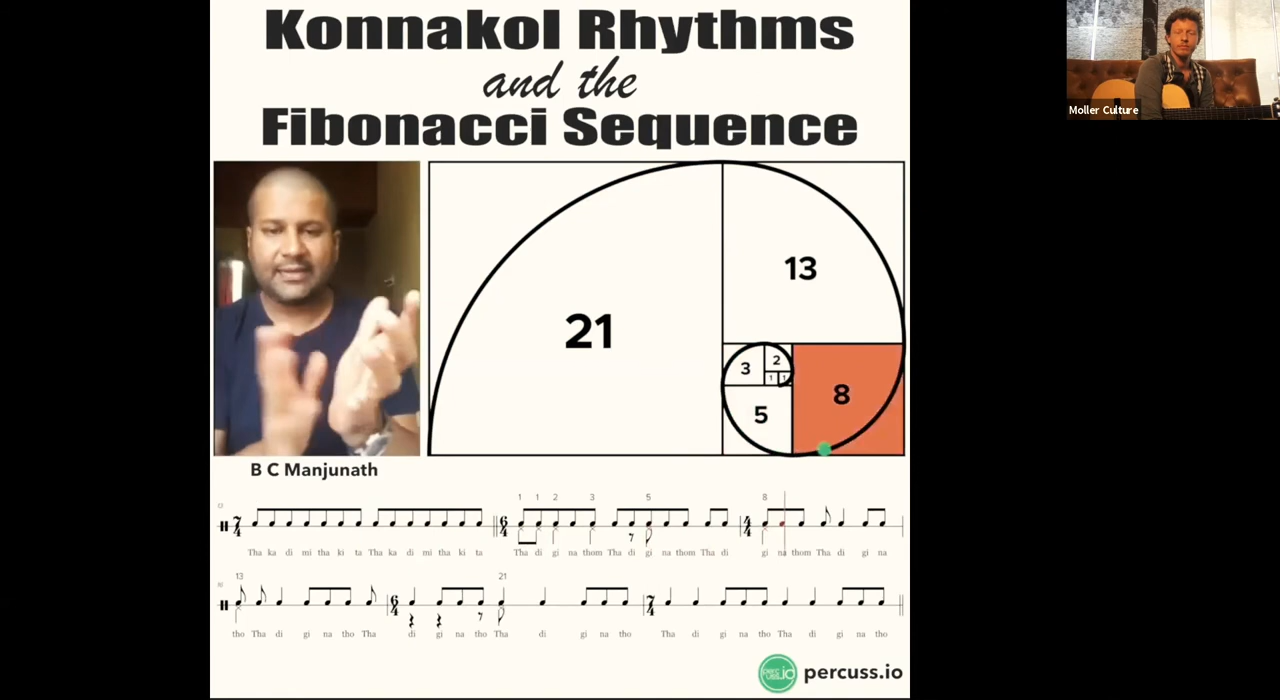 Konnakol Rhythms
and the
Fibonacci Sequence
Moller Culture
21
13
3
2
1 1
8
5
B C Manjunath
1 1 2 3 5 8
7 4 6 4 4 4
Tha ka di mi tha ki ta Tha ka di mi tha ki ta Tha di gi na thom Tha di gi na thom Tha di gi na thom Tha di gi na
13 21
6 4 7 4
tho Tha di gi na tho Tha di gi na tho Tha di gi na tho Tha di gi na tho Tha di gi na tho
percuss.io